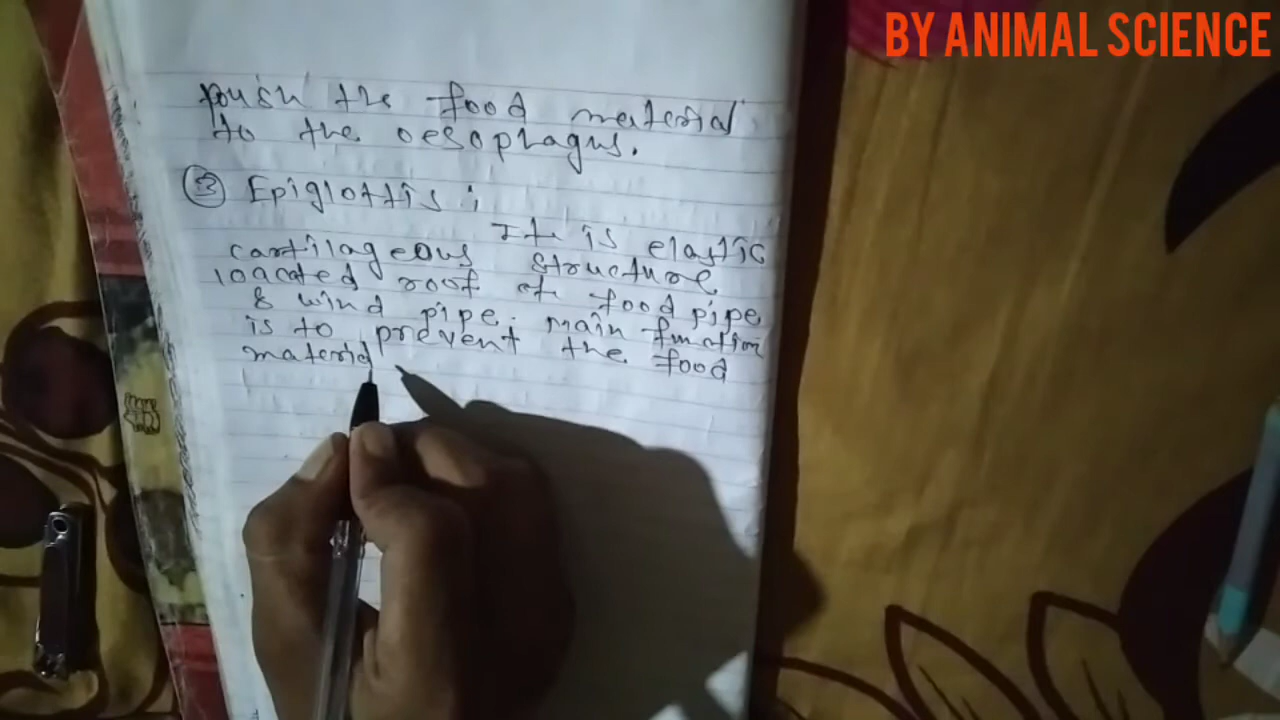 BY ANIMAL SCIENCE
push the food material
to the oesophagus.
③ Epiglottis :
It is elastic
cartilageous structure
loacated roof of food pipe
& wind pipe. main function
is to prevent the food
material